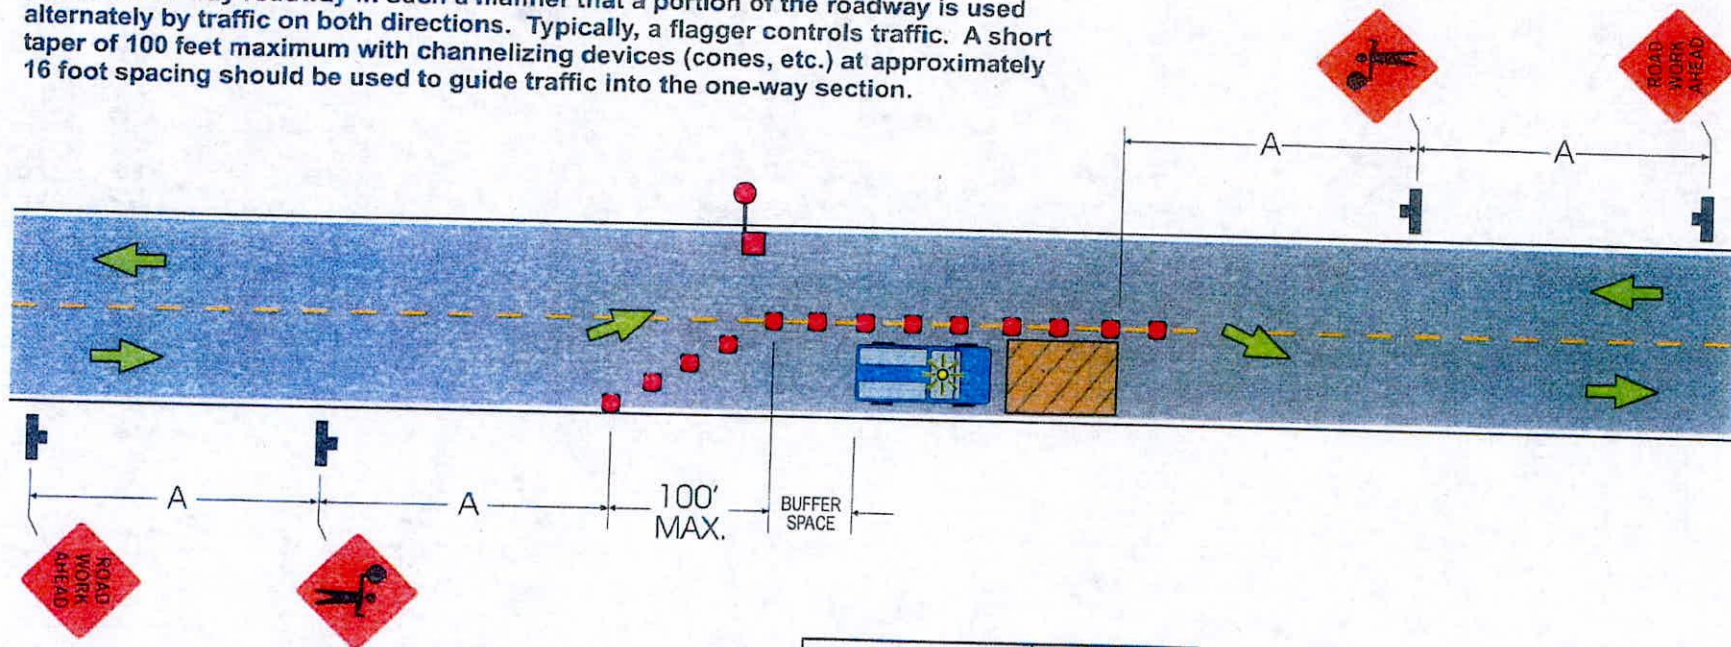 alternately by traffic on both directions. Typically, a flagger controls traffic. A short
taper of 100 feet maximum with channelizing devices (cones, etc.) at approximately
16 foot spacing should be used to guide traffic into the one-way section.
ROAD
WORK
AHEAD
A
A
A
A
100'
MAX.
BUFFER
SPACE
ROAD
WORK
AHEAD